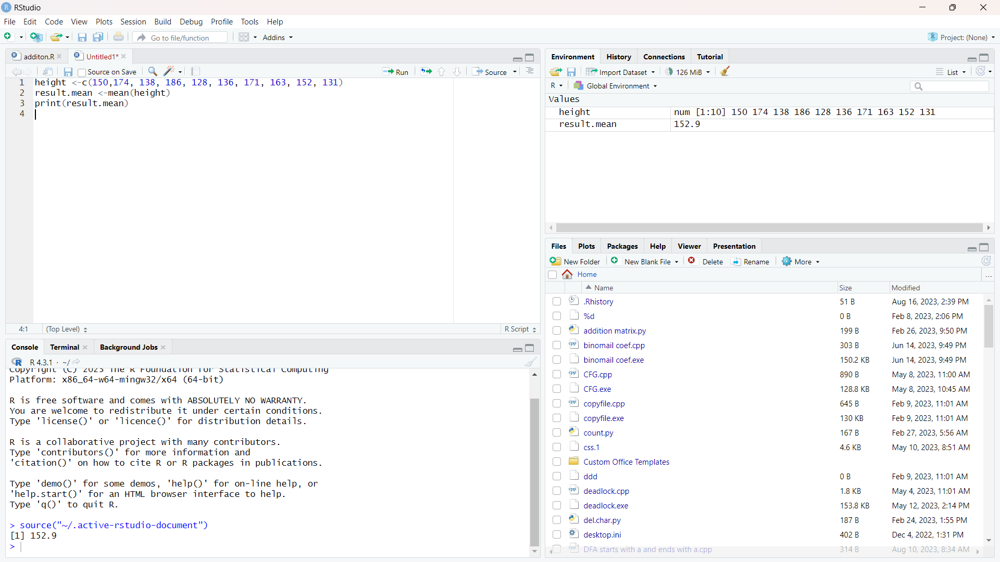 RStudio
File Edit Code View Plots Session Build Debug Profile Tools Help
Go to file/function Addins Project: (None)
additon.R Untitled1*
Source on Save Run Source
1 height <-c(150,174, 138, 186, 128, 136, 171, 163, 152, 131)
2 result.mean <-mean(height)
3 print(result.mean)
4
4:1 (Top Level) R Script
Console Terminal Background Jobs
R 4.3.1 · ~/
Copyright (C) 2023 The R Foundation for Statistical Computing
Platform: x86_64-w64-mingw32/x64 (64-bit)
R is free software and comes with ABSOLUTELY NO WARRANTY.
You are welcome to redistribute it under certain conditions.
Type 'license()' or 'licence()' for distribution details.
R is a collaborative project with many contributors.
Type 'contributors()' for more information and
'citation()' on how to cite R or R packages in publications.
Type 'demo()' for some demos, 'help()' for on-line help, or
'help.start()' for an HTML browser interface to help.
Type 'q()' to quit R.
> source("~/.active-rstudio-document")
[1] 152.9
>
Environment History Connections Tutorial
Import Dataset 126 MiB List
R Global Environment
Values
height num [1:10] 150 174 138 186 128 136 171 163 152 131
result.mean 152.9
Files Plots Packages Help Viewer Presentation
New Folder New Blank File Delete Rename More
Home ...
Name Size Modified
.Rhistory 51 B Aug 16, 2023, 2:39 PM
%d 0 B Feb 8, 2023, 2:06 PM
addition matrix.py 199 B Feb 26, 2023, 9:50 PM
binomail coef.cpp 303 B Jun 14, 2023, 9:49 PM
binomail coef.exe 150.2 KB Jun 14, 2023, 9:49 PM
CFG.cpp 890 B May 8, 2023, 11:00 AM
CFG.exe 128.8 KB May 8, 2023, 10:45 AM
copyfile.cpp 645 B Feb 9, 2023, 11:01 AM
copyfile.exe 130 KB Feb 9, 2023, 11:01 AM
count.py 167 B Feb 27, 2023, 5:56 AM
css.1 4.6 KB May 10, 2023, 8:51 AM
Custom Office Templates
ddd 0 B Feb 9, 2023, 11:01 AM
deadlock.cpp 1.8 KB May 4, 2023, 11:01 AM
deadlock.exe 153.8 KB May 12, 2023, 2:14 PM
del.char.py 187 B Feb 24, 2023, 1:55 PM
desktop.ini 402 B Dec 4, 2022, 1:31 PM
DFA starts with a and ends with a.cpp 314 B Aug 10, 2023, 8:34 AM